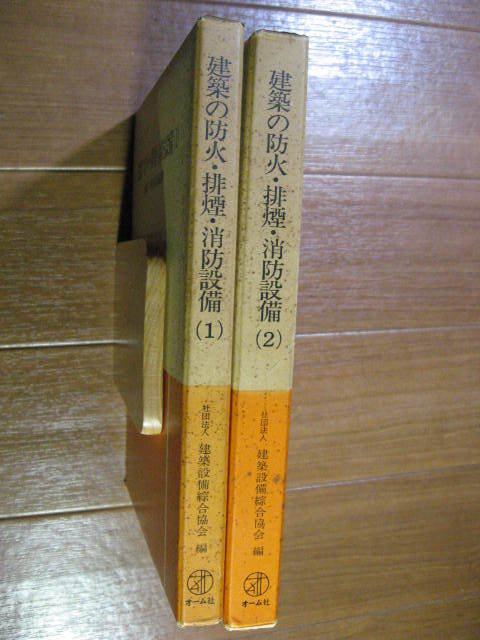 建築の防火・排煙・消防設備(1)
社団法人 建築設備綜合協会 編
オーム社
建築の防火・排煙・消防設備(2)
社団法人 建築設備綜合協会 編
オーム社